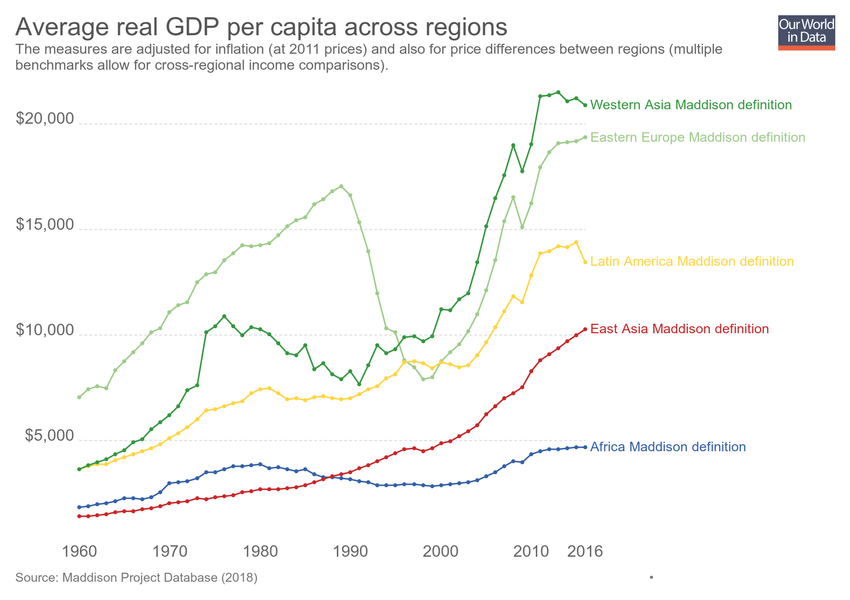 Average real GDP per capita across regions
Our World
in Data
The measures are adjusted for inflation (at 2011 prices) and also for price differences between regions (multiple
benchmarks allow for cross-regional income comparisons).
$20,000
$15,000
$10,000
$5,000
Western Asia Maddison definition
Eastern Europe Maddison definition
Latin America Maddison definition
East Asia Maddison definition
Africa Maddison definition
1960 1970 1980 1990 2000 2010 2016
Source: Maddison Project Database (2018)